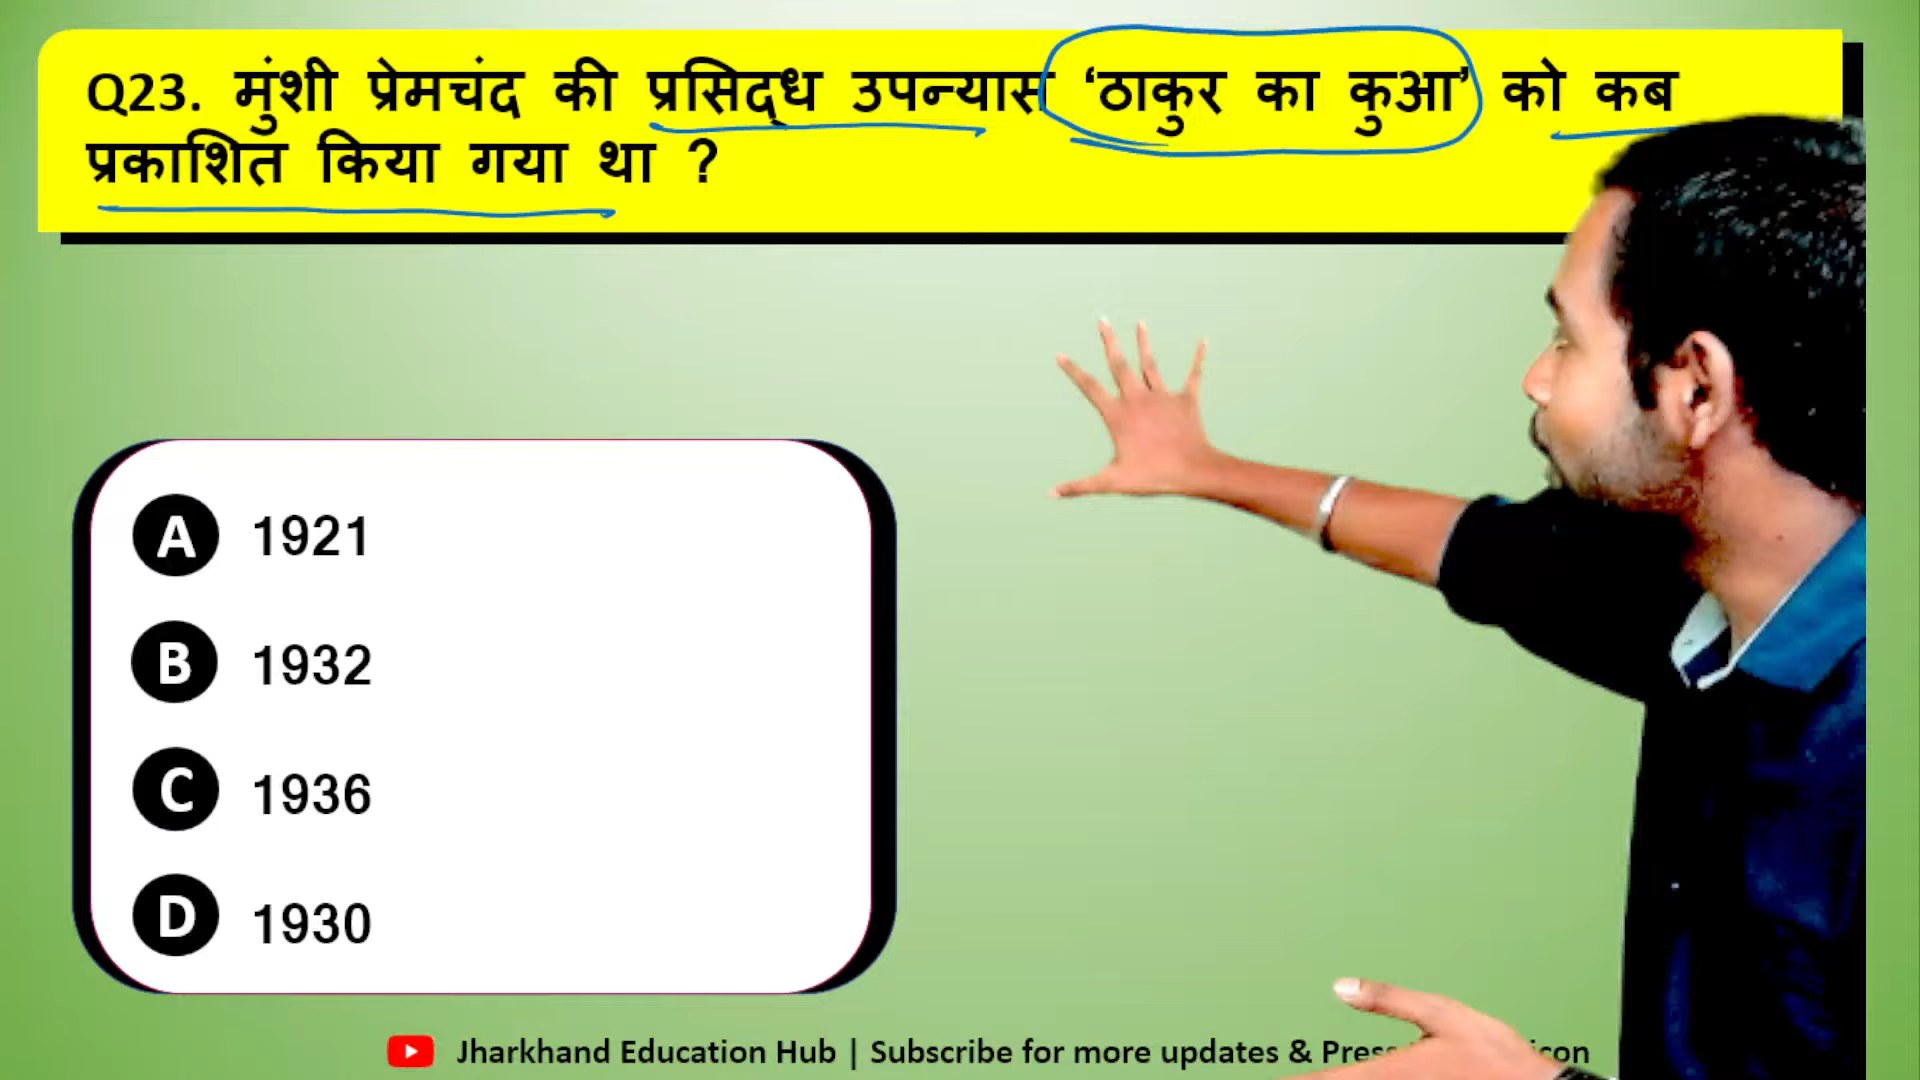 Q23. मुंशी प्रेमचंद की प्रसिद्ध उपन्यास ‘ठाकुर का कुआ’ को कब
प्रकाशित किया गया था ?
A 1921
B 1932
C 1936
D 1930
Jharkhand Education Hub | Subscribe for more updates & Press icon